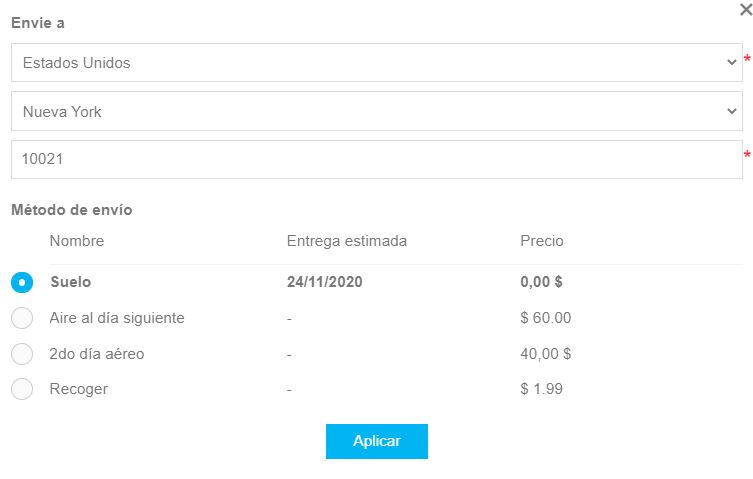 Envie a
Estados Unidos
*
Nueva York
10021
*
Método de envío
Nombre Entrega estimada Precio
Suelo 24/11/2020 0,00 $
Aire al día siguiente - $ 60.00
2do día aéreo - 40,00 $
Recoger - $ 1.99
Aplicar